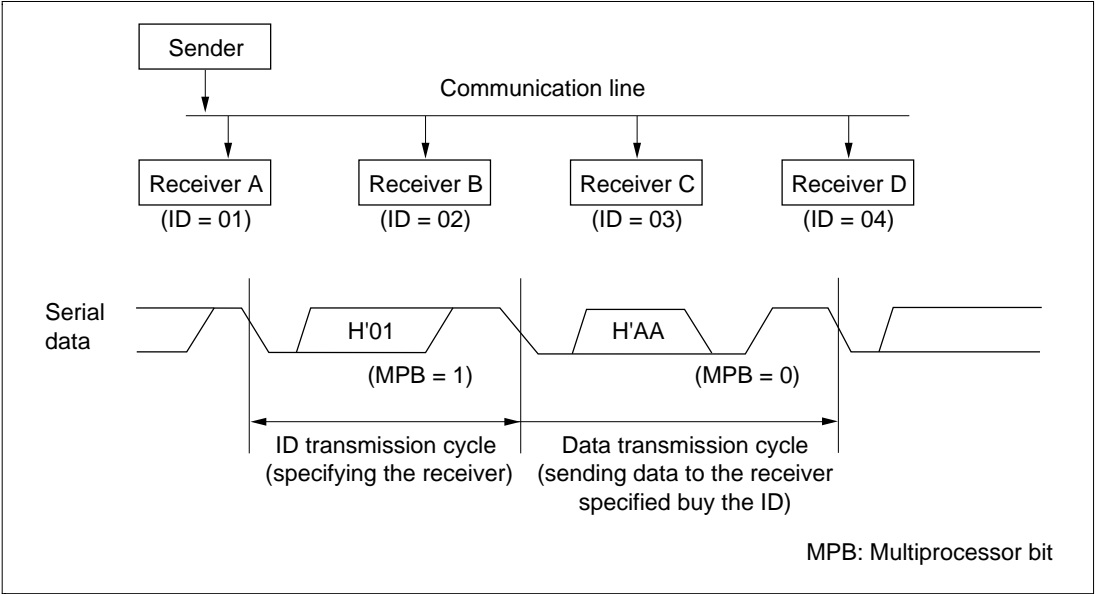 Sender
Communication line
Receiver A
Receiver B
Receiver C
Receiver D
(ID = 01)
(ID = 02)
(ID = 03)
(ID = 04)
Serial
data
H'01
H'AA
(MPB = 1)
(MPB = 0)
ID transmission cycle
(specifying the receiver)
Data transmission cycle
(sending data to the receiver
specified buy the ID)
MPB: Multiprocessor bit